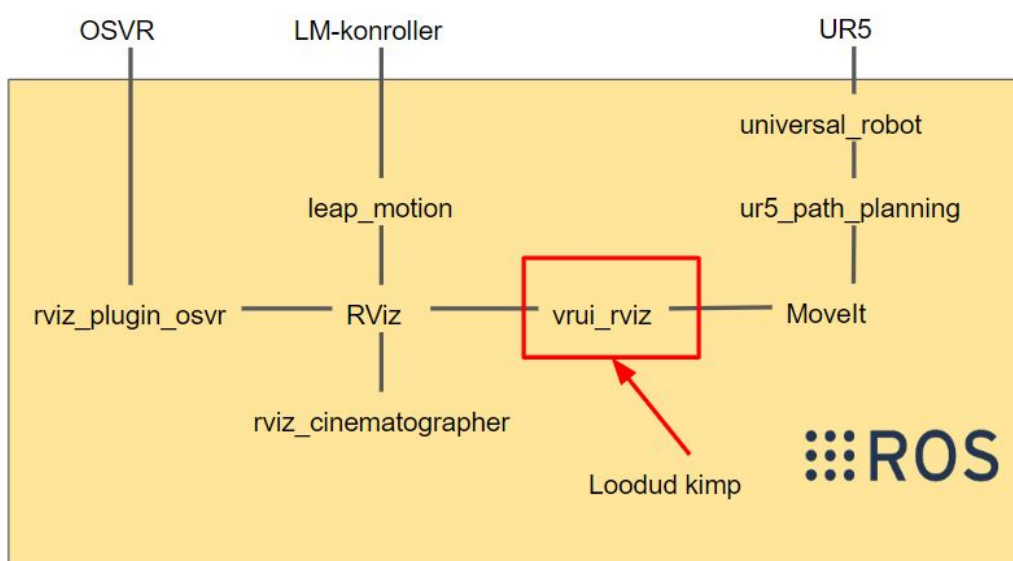 OSVR
LM-konroller
UR5
universal_robot
leap_motion
ur5_path_planning
rviz_plugin_osvr
RViz
vrui_rviz
MoveIt
rviz_cinematographer
ROS
Loodud kimp